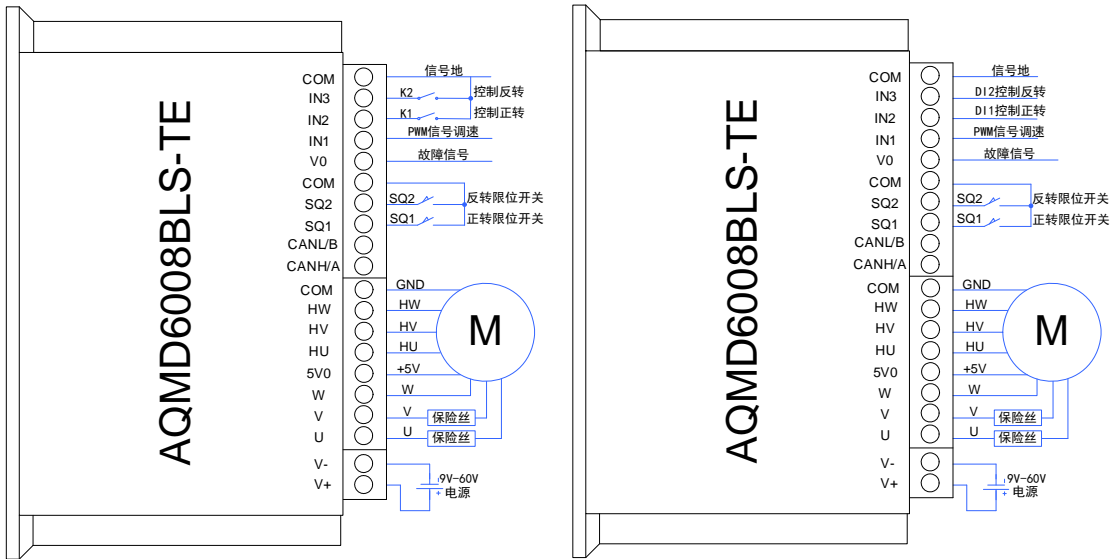 AQMD6008BLS-TE
COM 信号地
IN3 K2 控制反转
IN2 K1 控制正转
IN1 PWM信号调速
V0 故障信号
COM
SQ2 SQ2 反转限位开关
SQ1 SQ1 正转限位开关
CANL/B
CANH/A
COM GND
HW HW
HV HV
HU HU
5V0 +5V
W W
V V 保险丝
U U 保险丝
M
V-
V+
9V-60V
电源
AQMD6008BLS-TE
COM 信号地
IN3 DI2控制反转
IN2 DI1控制正转
IN1 PWM信号调速
V0 故障信号
COM
SQ2 SQ2 反转限位开关
SQ1 SQ1 正转限位开关
CANL/B
CANH/A
COM GND
HW HW
HV HV
HU HU
5V0 +5V
W W
V V 保险丝
U U 保险丝
M
V-
V+
9V-60V
电源